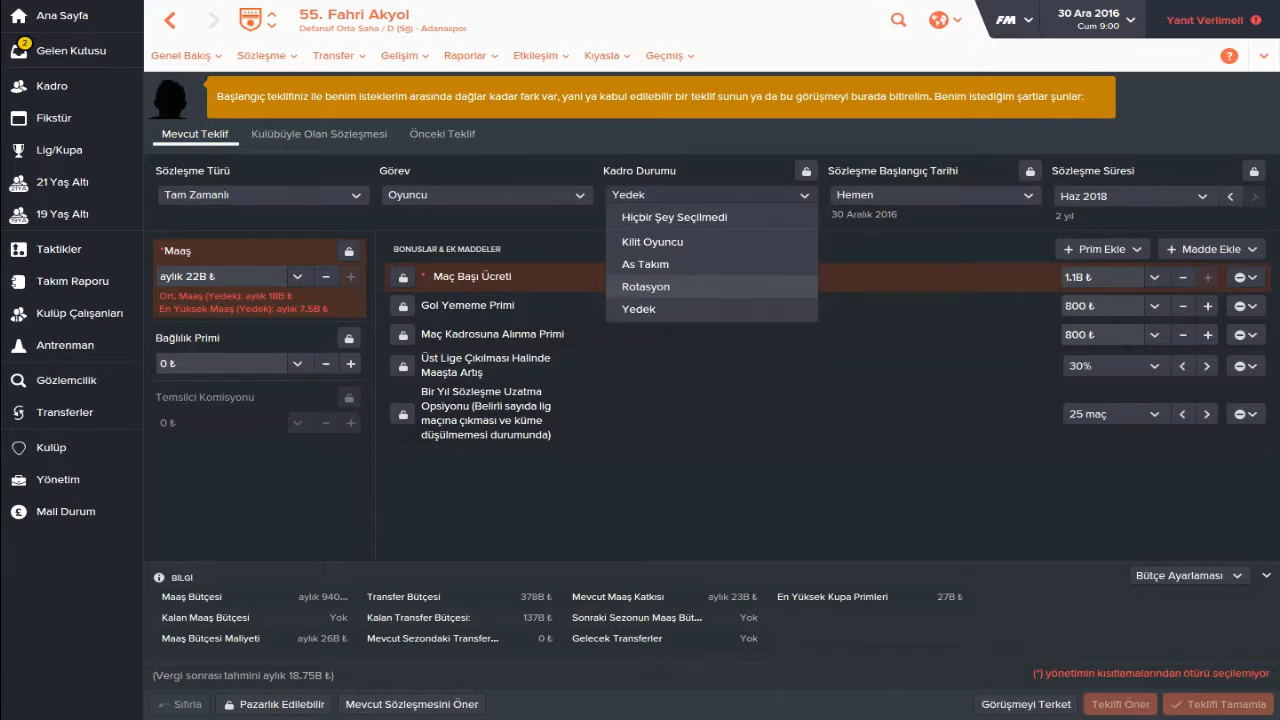 Ana Sayfa
2
Gelen Kutusu
Kadro
Fikstür
Lig/Kupa
21 Yaş Altı
19 Yaş Altı
Taktikler
Takım Raporu
Kulüp Çalışanları
Antrenman
Gözlemcilik
Transferler
Kulüp
Yönetim
Mali Durum
55. Fahri Akyol
Defansif Orta Saha / D (Sğ) - Adanaspor
FM
30 Ara 2016
Cum 9:00
Yanıt Verilmeli
Genel Bakış
Sözleşme
Transfer
Gelişim
Raporlar
Etkileşim
Kıyasla
Geçmiş
Başlangıç teklifiniz ile benim isteklerim arasında dağlar kadar fark var, yani ya kabul edilebilir bir teklif sunun ya da bu görüşmeyi burada bitirelim. Benim istediğim şartlar şunlar:
Mevcut Teklif
Kulübüyle Olan Sözleşmesi
Önceki Teklif
Sözleşme Türü
Tam Zamanlı
Görev
Oyuncu
Kadro Durumu
Yedek
Hiçbir Şey Seçilmedi
Kilit Oyuncu
As Takım
Rotasyon
Yedek
Sözleşme Başlangıç Tarihi
Hemen
30 Aralık 2016
Sözleşme Süresi
Haz 2018
2 yıl
*Maaş
aylık 22B ₺
Ort. Maaş (Yedek): aylık 18B ₺
En Yüksek Maaş (Yedek): aylık 7.5B ₺
Bağlılık Primi
0 ₺
Temsilci Komisyonu
0 ₺
BONUSLAR & EK MADDELER
+ Prim Ekle
+ Madde Ekle
* Maç Başı Ücreti
1.1B ₺
Gol Yememe Primi
800 ₺
Maç Kadrosuna Alınma Primi
800 ₺
Üst Lige Çıkılması Halinde
Maaşta Artış
30%
Bir Yıl Sözleşme Uzatma
Opsiyonu (Belirli sayıda lig
maçına çıkması ve küme
düşülmemesi durumunda)
25 maç
BİLGİ
Bütçe Ayarlaması
Maaş Bütçesi aylık 940...
Transfer Bütçesi 378B ₺
Mevcut Maaş Katkısı aylık 23B ₺
En Yüksek Kupa Primleri 27B ₺
Kalan Maaş Bütçesi Yok
Kalan Transfer Bütçesi: 137B ₺
Sonraki Sezonun Maaş Büt... Yok
Maaş Bütçesi Maliyeti aylık 26B ₺
Mevcut Sezondaki Transfer... 0 ₺
Gelecek Transferler Yok
(Vergi sonrası tahmini aylık 18.75B ₺)
(*) yönetimin kısıtlamalarından ötürü seçilemiyor
Sıfırla
Pazarlık Edilebilir
Mevcut Sözleşmesini Öner
Görüşmeyi Terket
Teklifi Öner
Teklifi Tamamla